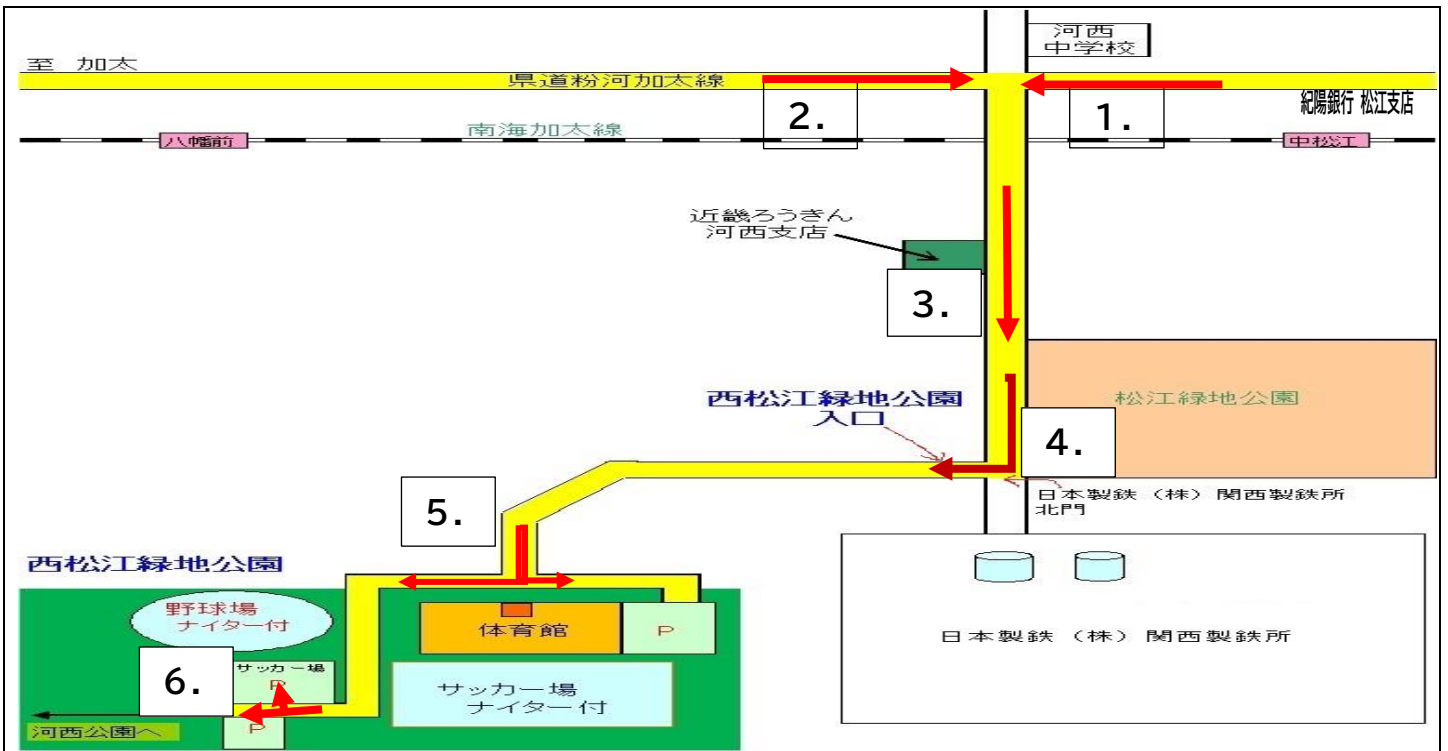 河西
中学校
至 加太
県道粉河加太線
紀陽銀行 松江支店
2.
1.
南海加太線
八幡前
中松江
近畿ろうきん
河西支店
3.
西松江緑地公園
入口
松江緑地公園
4.
日本製鉄（株）関西製鉄所
北門
5.
西松江緑地公園
野球場
ナイター付
体育館
P
日本製鉄（株）関西製鉄所
サッカー場
P
6.
サッカー場
ナイター付
河西公園へ
P